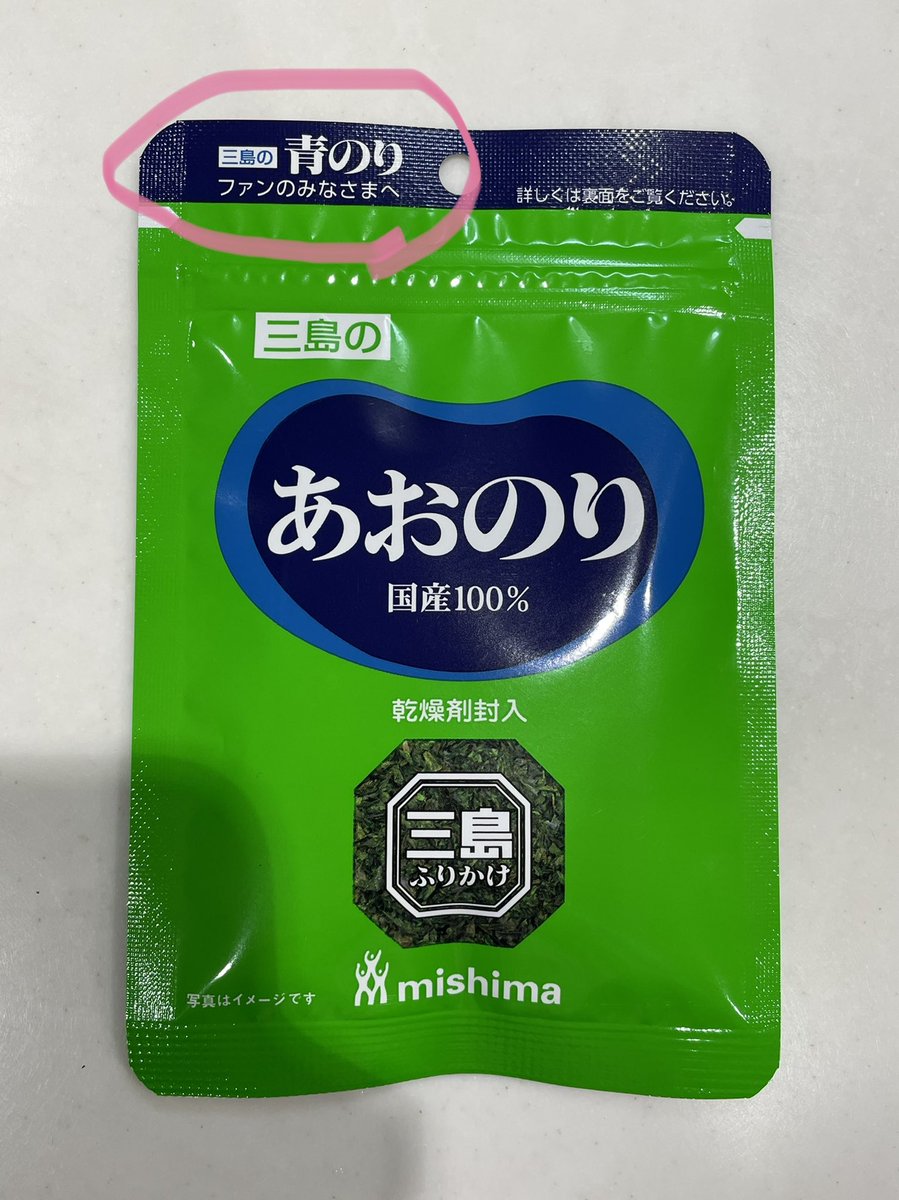 三島の 青のり
ファンのみなさまへ
詳しくは裏面をご覧ください。
三島の
あおのり
国産100%
乾燥剤封入
三島
ふりかけ
写真はイメージです
mishima